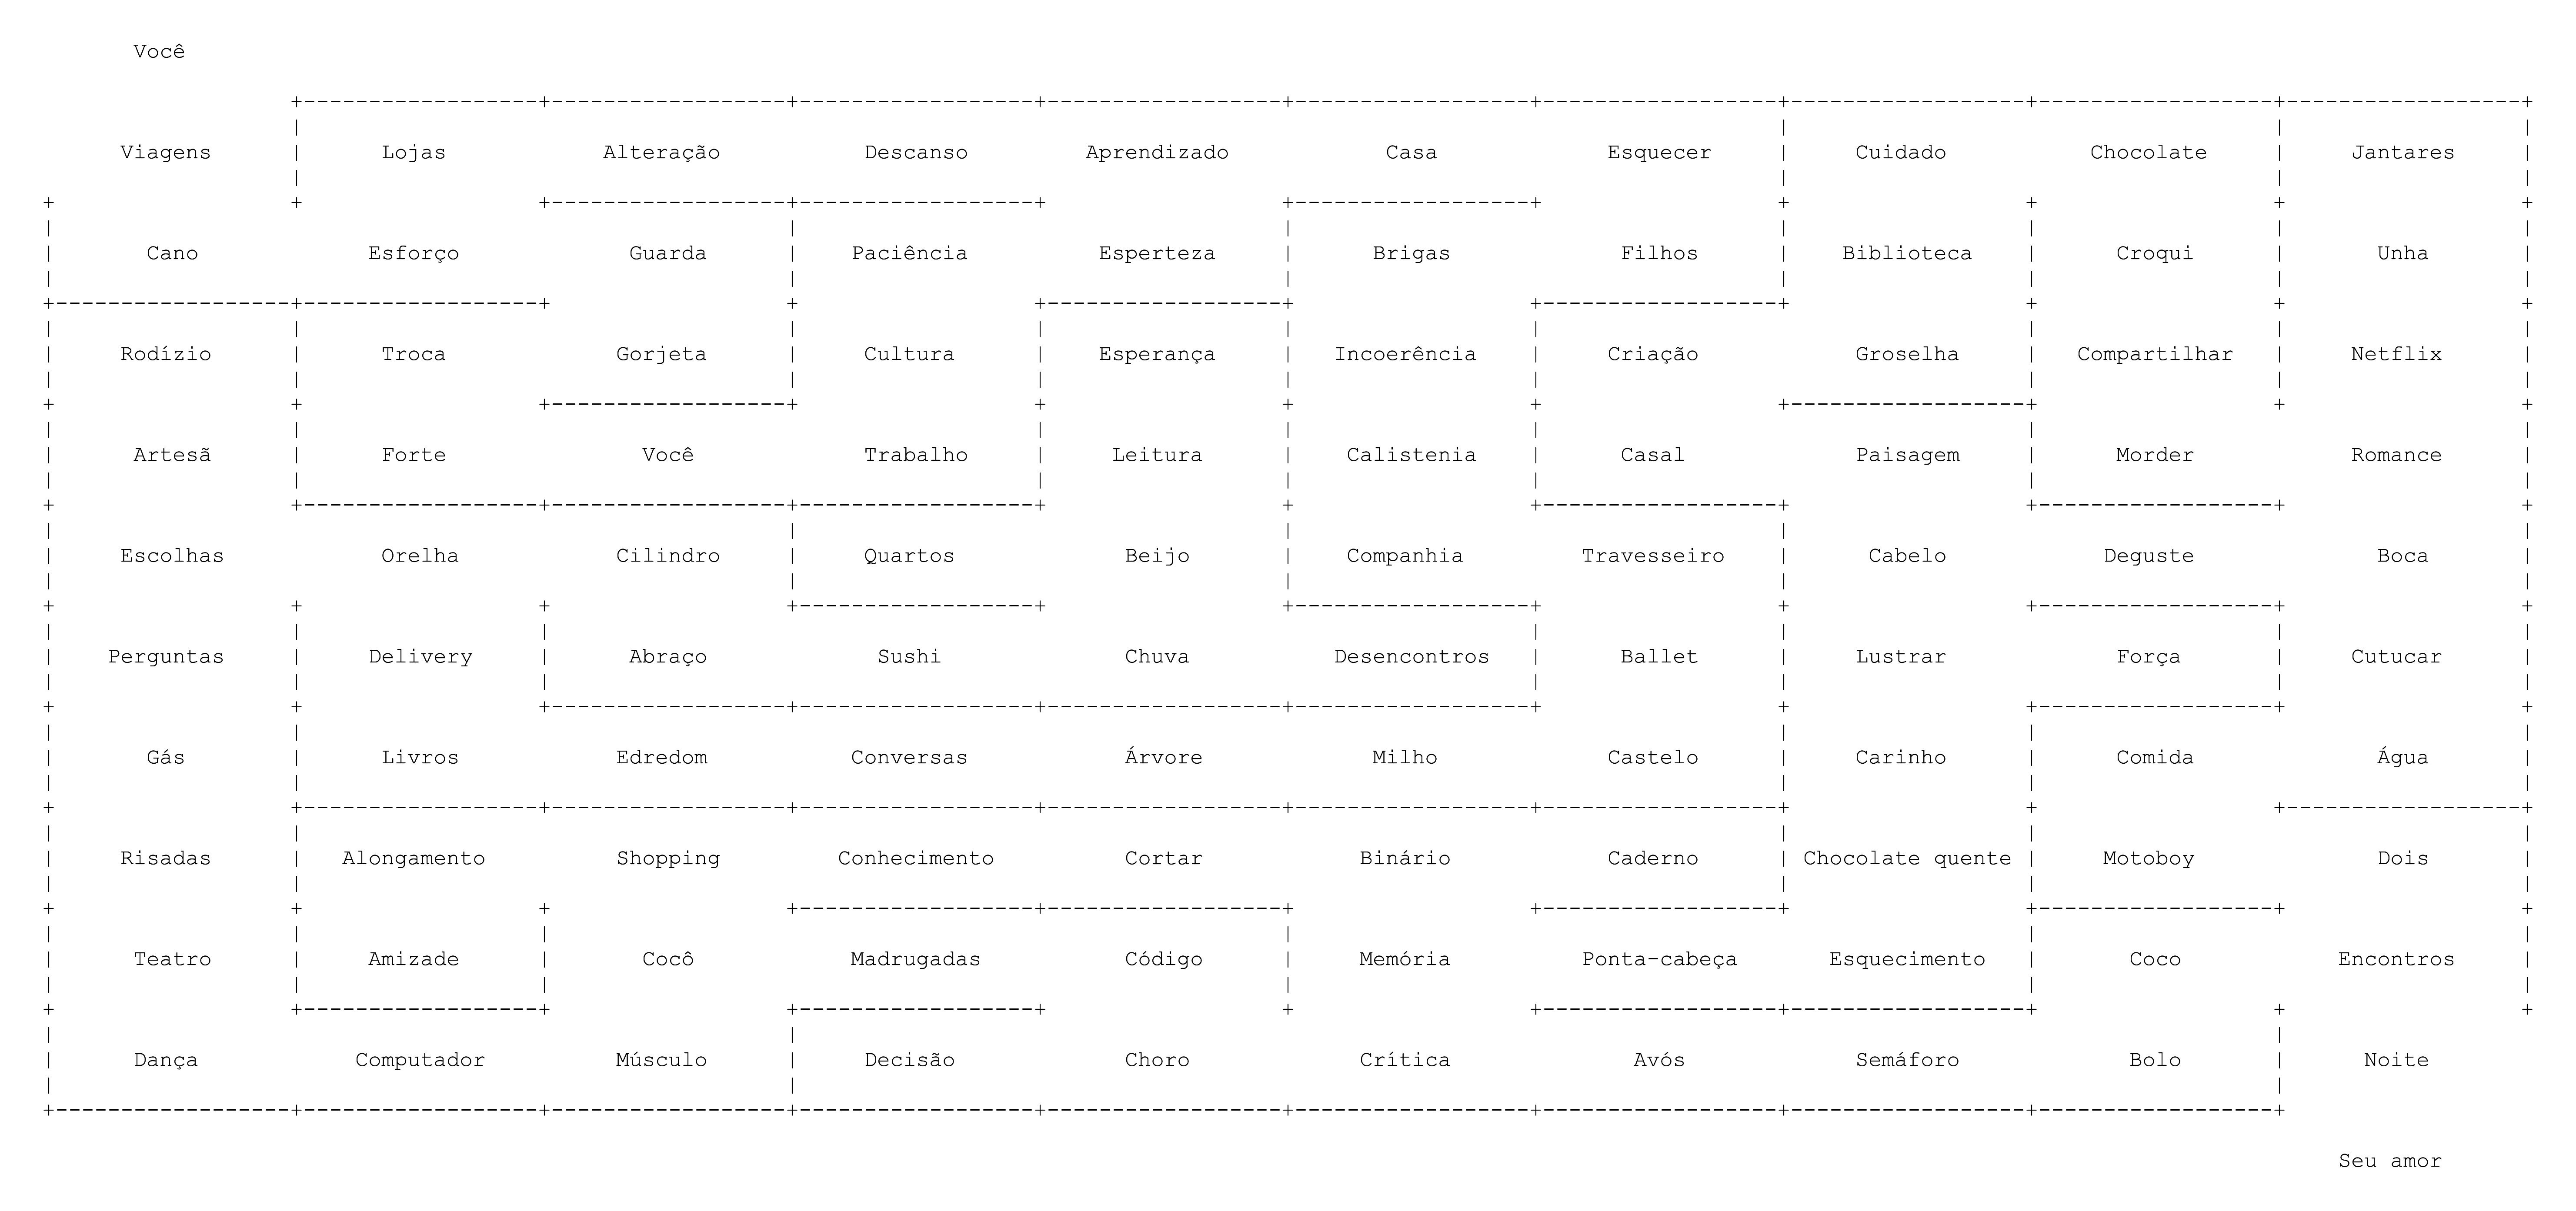 Você
Viagens Lojas Alteração Descanso Aprendizado Casa Esquecer Cuidado Chocolate Jantares
Cano Esforço Guarda Paciência Esperteza Brigas Filhos Biblioteca Croqui Unha
Rodízio Troca Gorjeta Cultura Esperança Incoerência Criação Groselha Compartilhar Netflix
Artesã Forte Você Trabalho Leitura Calistenia Casal Paisagem Morder Romance
Escolhas Orelha Cilindro Quartos Beijo Companhia Travesseiro Cabelo Deguste Boca
Perguntas Delivery Abraço Sushi Chuva Desencontros Ballet Lustrar Força Cutucar
Gás Livros Edredom Conversas Árvore Milho Castelo Carinho Comida Água
Risadas Alongamento Shopping Conhecimento Cortar Binário Caderno Chocolate quente Motoboy Dois
Teatro Amizade Cocô Madrugadas Código Memória Ponta-cabeça Esquecimento Coco Encontros
Dança Computador Músculo Decisão Choro Crítica Avós Semáforo Bolo Noite
Seu amor